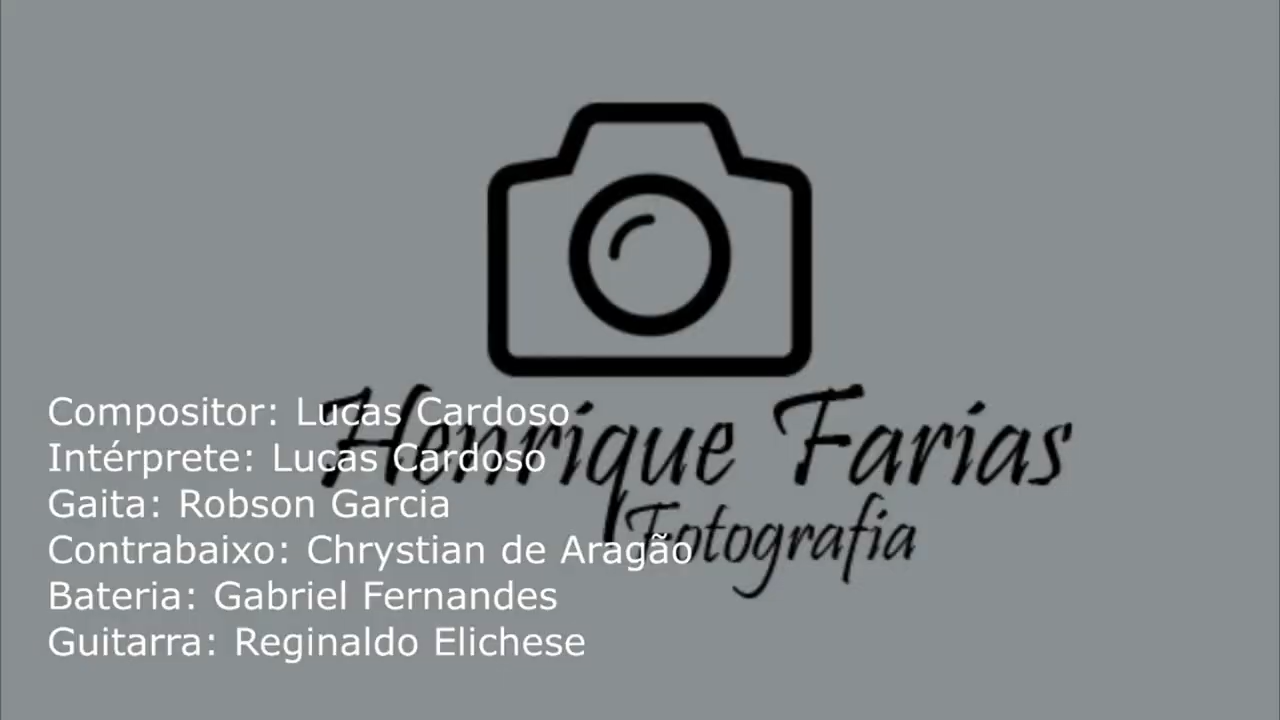 Compositor: Lucas Cardoso
Intérprete: Lucas Cardoso
Gaita: Robson Garcia
Contrabaixo: Chrystian de Aragão
Bateria: Gabriel Fernandes
Guitarra: Reginaldo Elichese
Henrique Farias
Fotografia